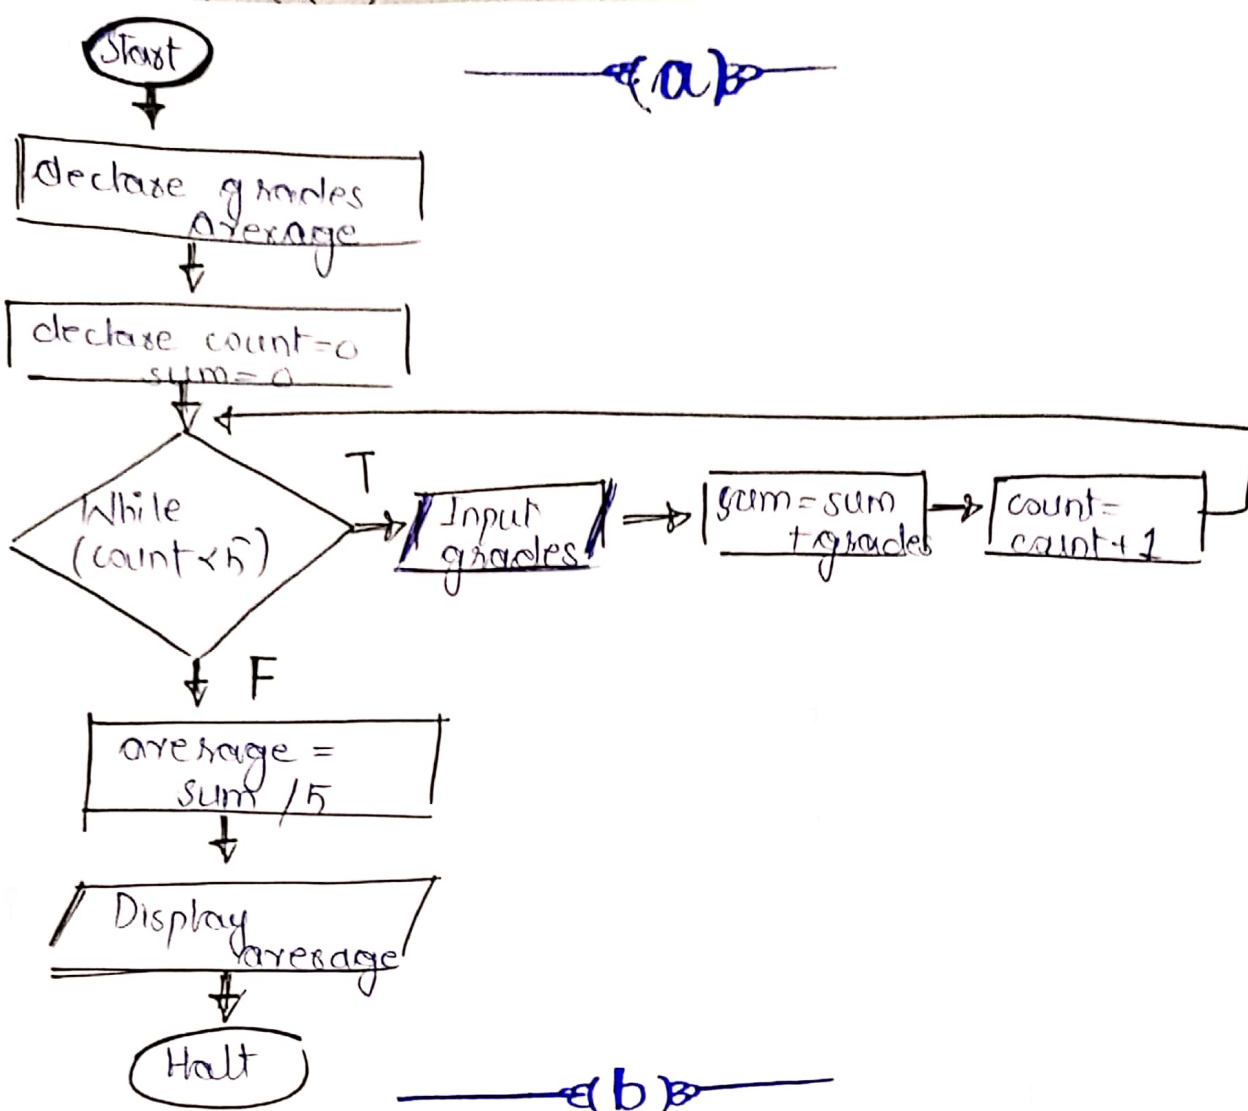 Start
(a)
declare grades
average
declare count=0
sum=0
T
While
(count<5)
Input
grades
sum=sum
+grades
count=
count+1
F
average =
sum /5
Display
average
Halt
(b)